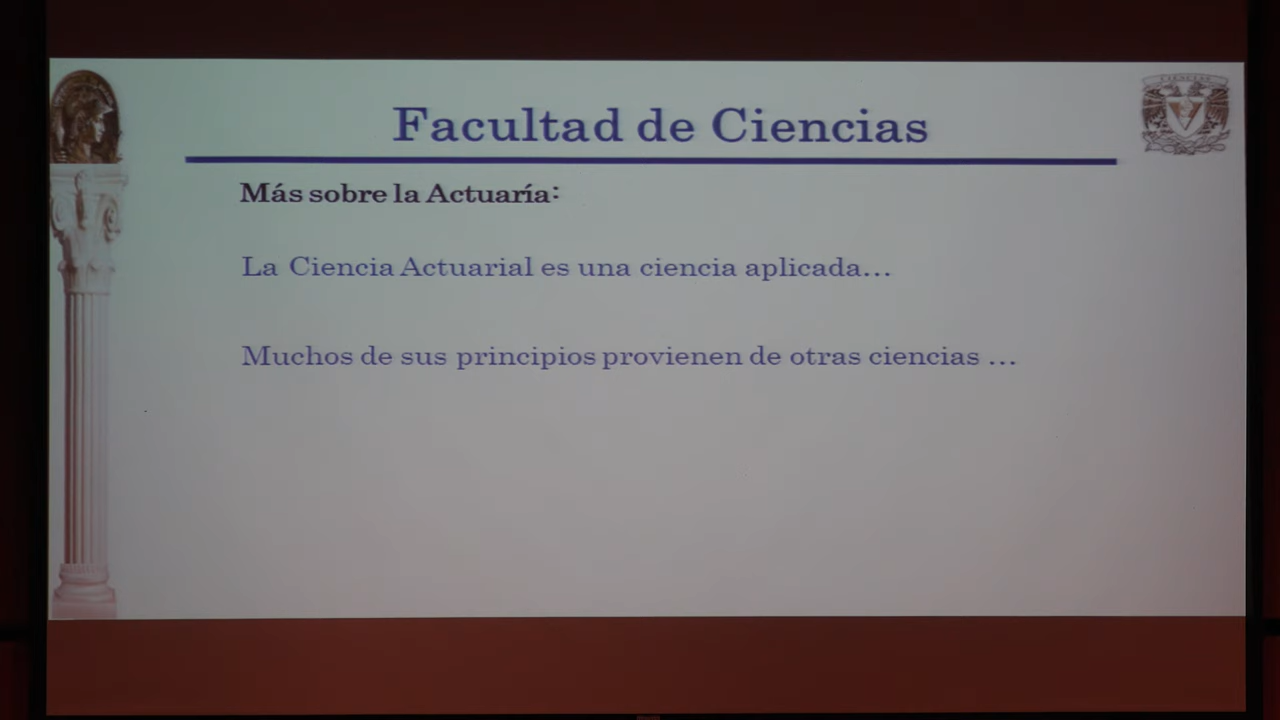 Facultad de Ciencias
CIENCIAS
Más sobre la Actuaría:
La Ciencia Actuarial es una ciencia aplicada...
Muchos de sus principios provienen de otras ciencias ...